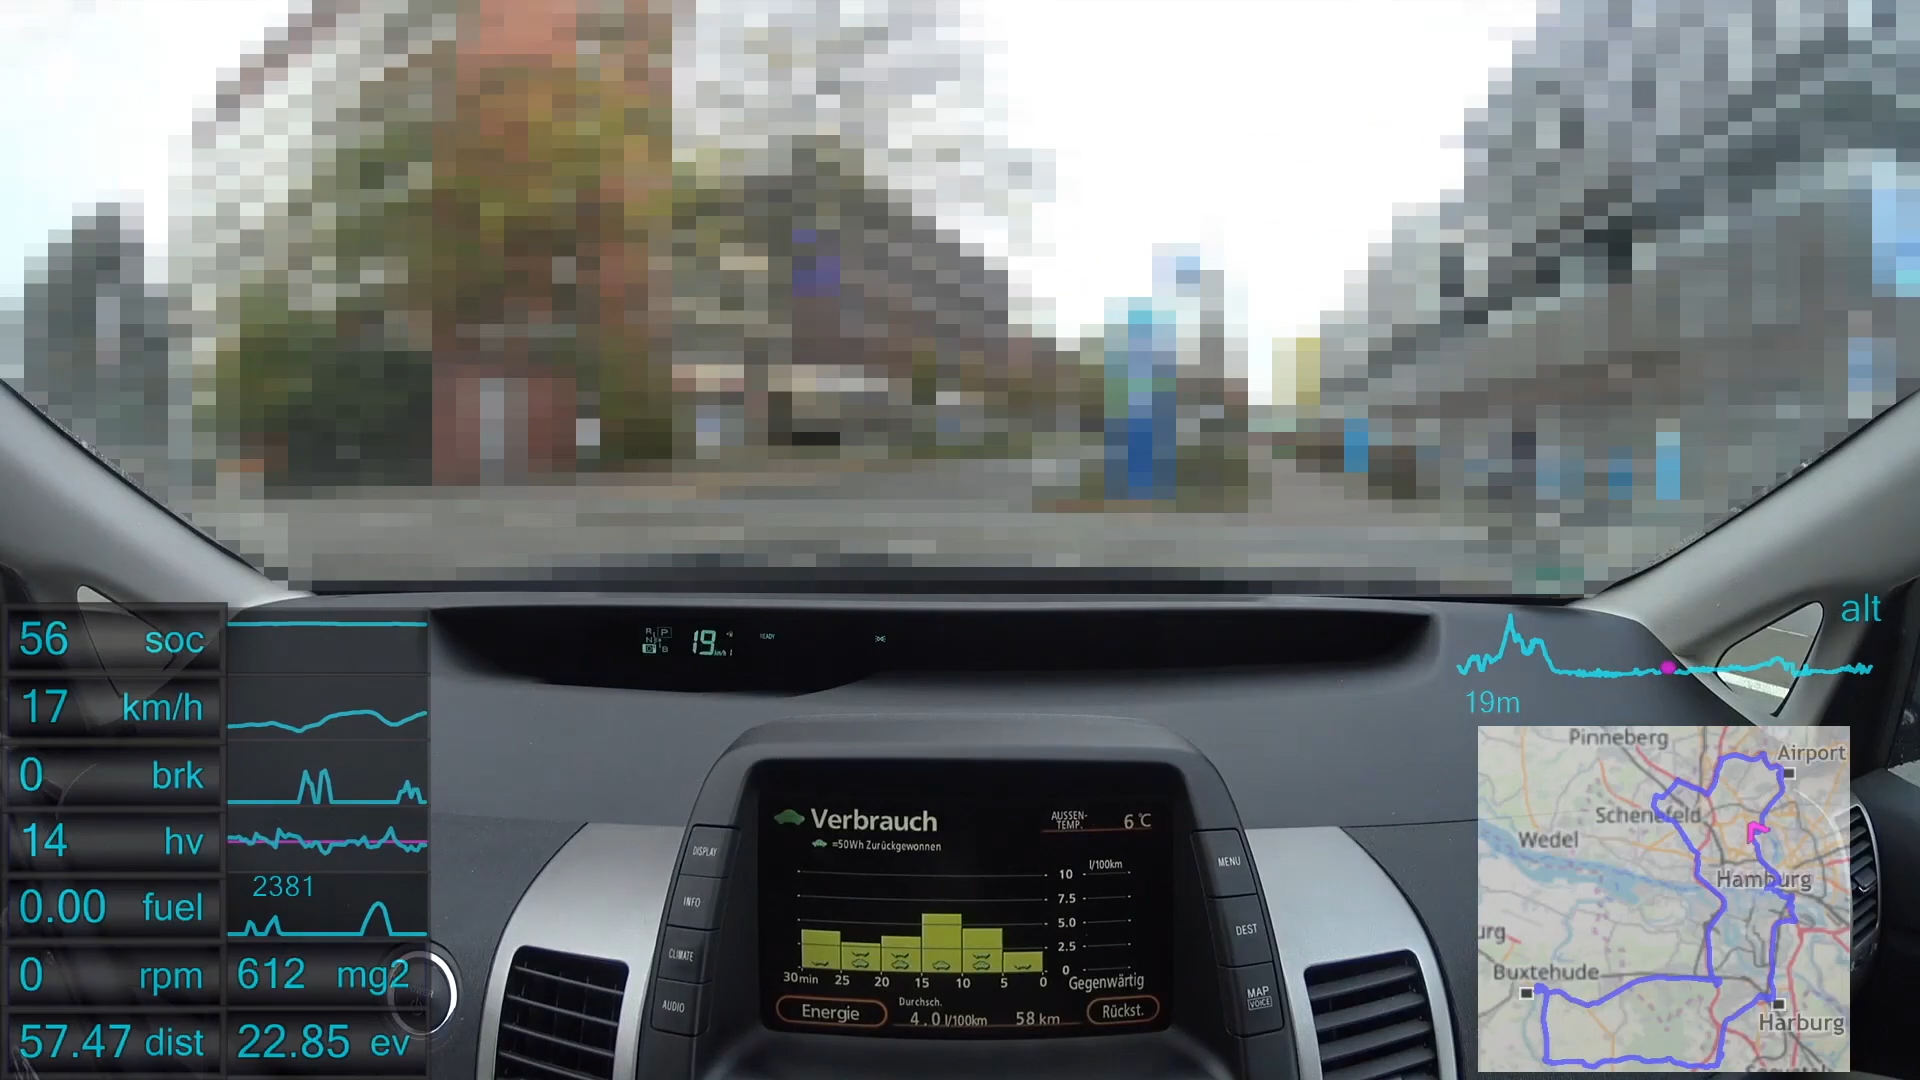 56 soc
17 km/h
0 brk
14 hv
0.00 fuel
2381
0 rpm
612 mg2
57.47 dist
22.85 ev
P
N
B
19 km/h
READY
alt
19m
DISPLAY
INFO
CLIMATE
AUDIO
Verbrauch
=50Wh Zurückgewonnen
AUSSEN-
TEMP. 6℃
l/100km
10
7.5
5.0
2.5
0
30min 25 20 15 10 5 0
Gegenwärtig
Energie
Durchsch.
4.0 l/100km 58 km
Rückst.
MENU
DEST
MAP
VOICE
Pinneberg
Airport
Schenefeld
Wedel
Hamburg
urg
Buxtehude
Harburg